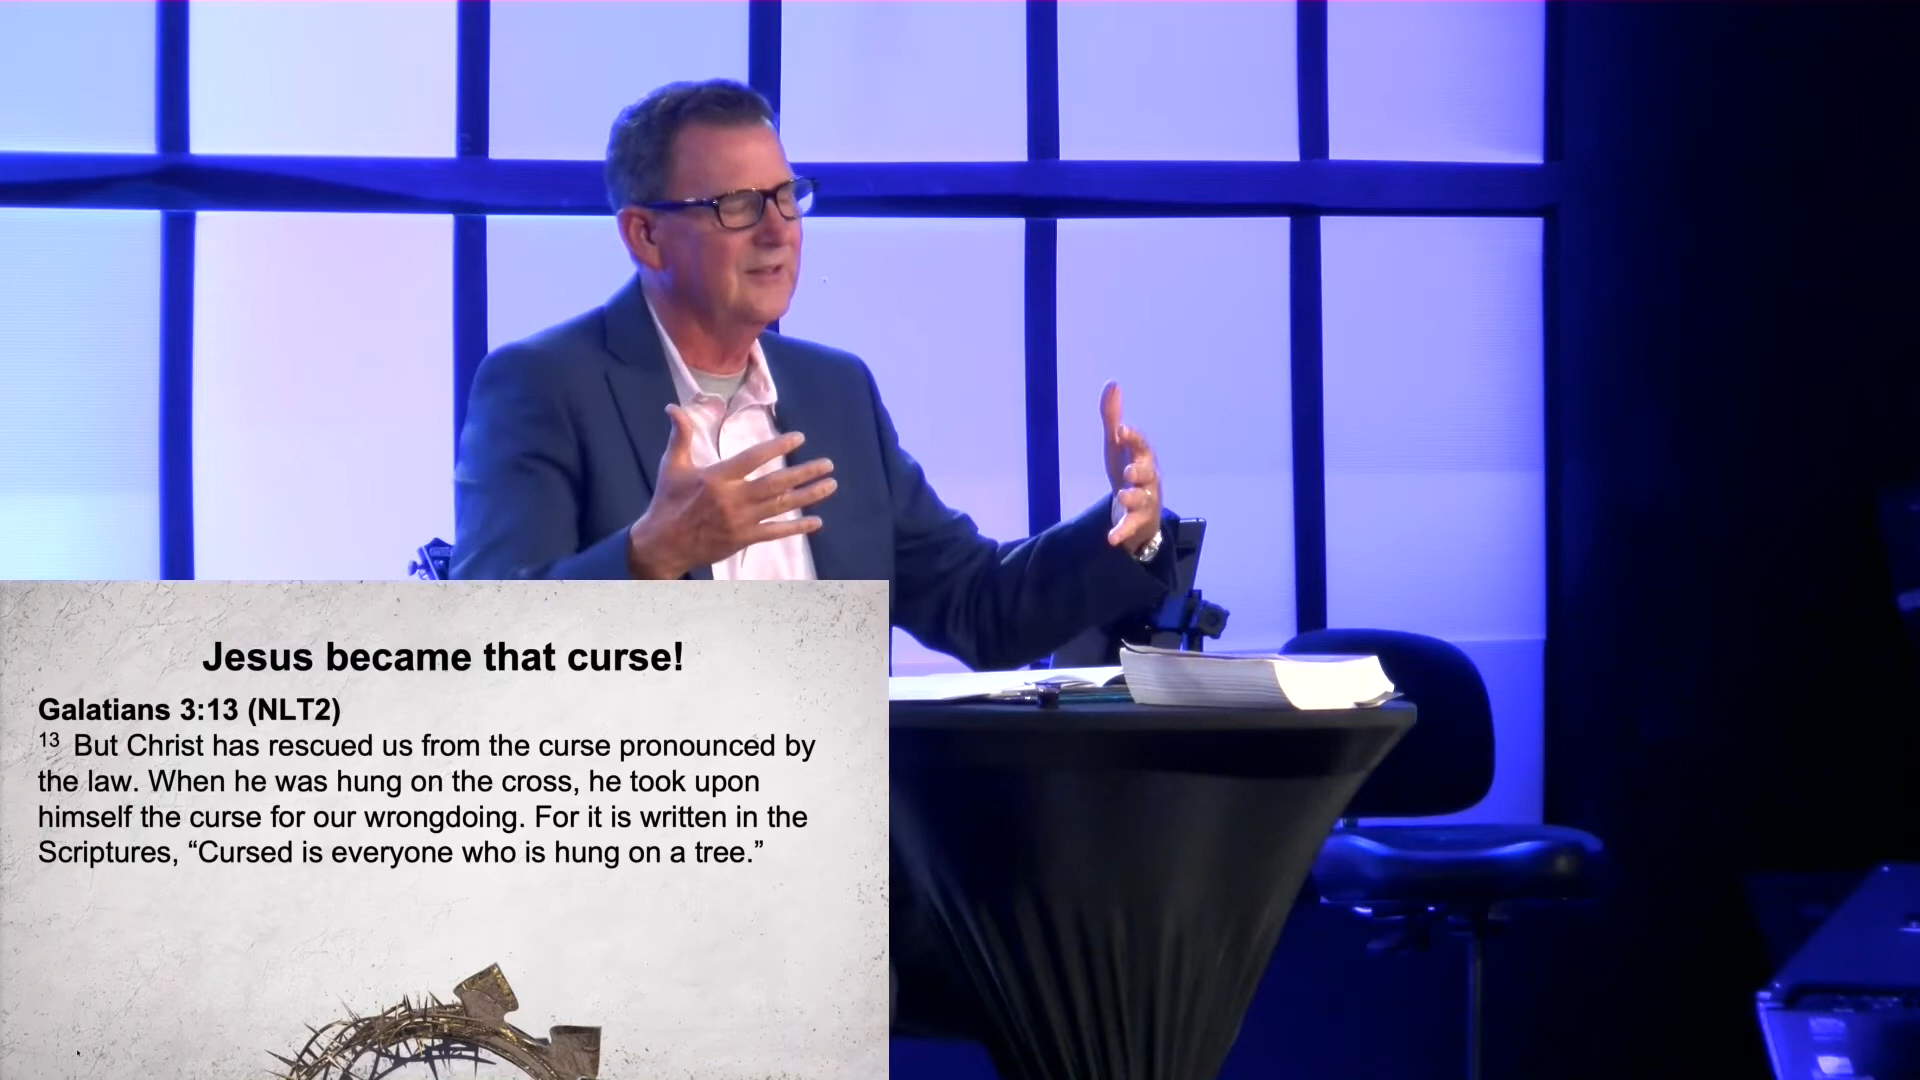 Jesus became that curse!
Galatians 3:13 (NLT2)
13 But Christ has rescued us from the curse pronounced by
the law. When he was hung on the cross, he took upon
himself the curse for our wrongdoing. For it is written in the
Scriptures, “Cursed is everyone who is hung on a tree.”